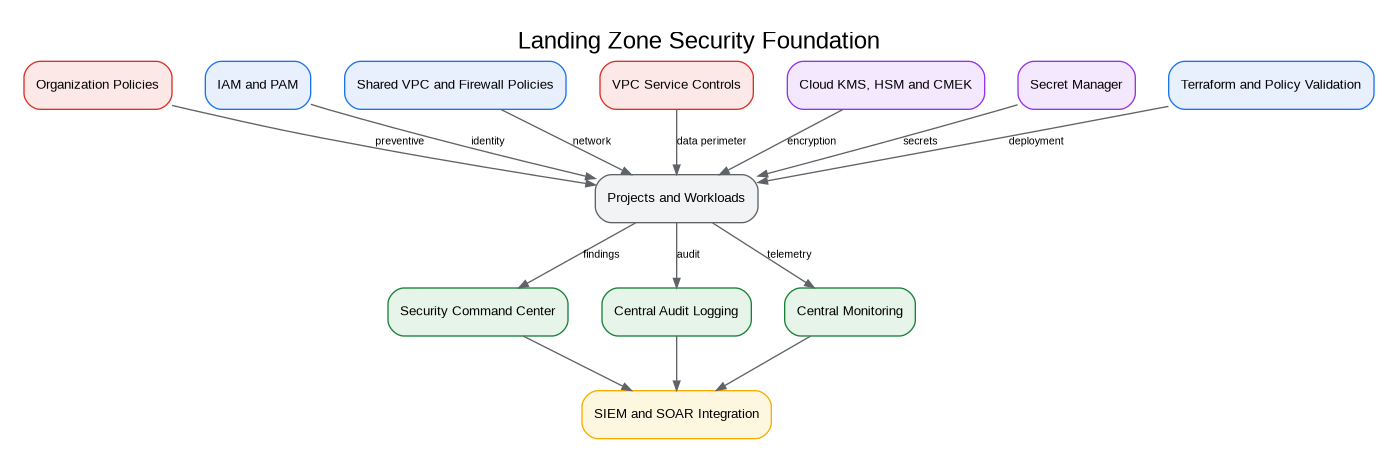 Landing Zone Security Foundation
Organization Policies
IAM and PAM
Shared VPC and Firewall Policies
VPC Service Controls
Cloud KMS, HSM and CMEK
Secret Manager
Terraform and Policy Validation
preventive
identity
network
data perimeter
encryption
secrets
deployment
Projects and Workloads
findings
audit
telemetry
Security Command Center
Central Audit Logging
Central Monitoring
SIEM and SOAR Integration